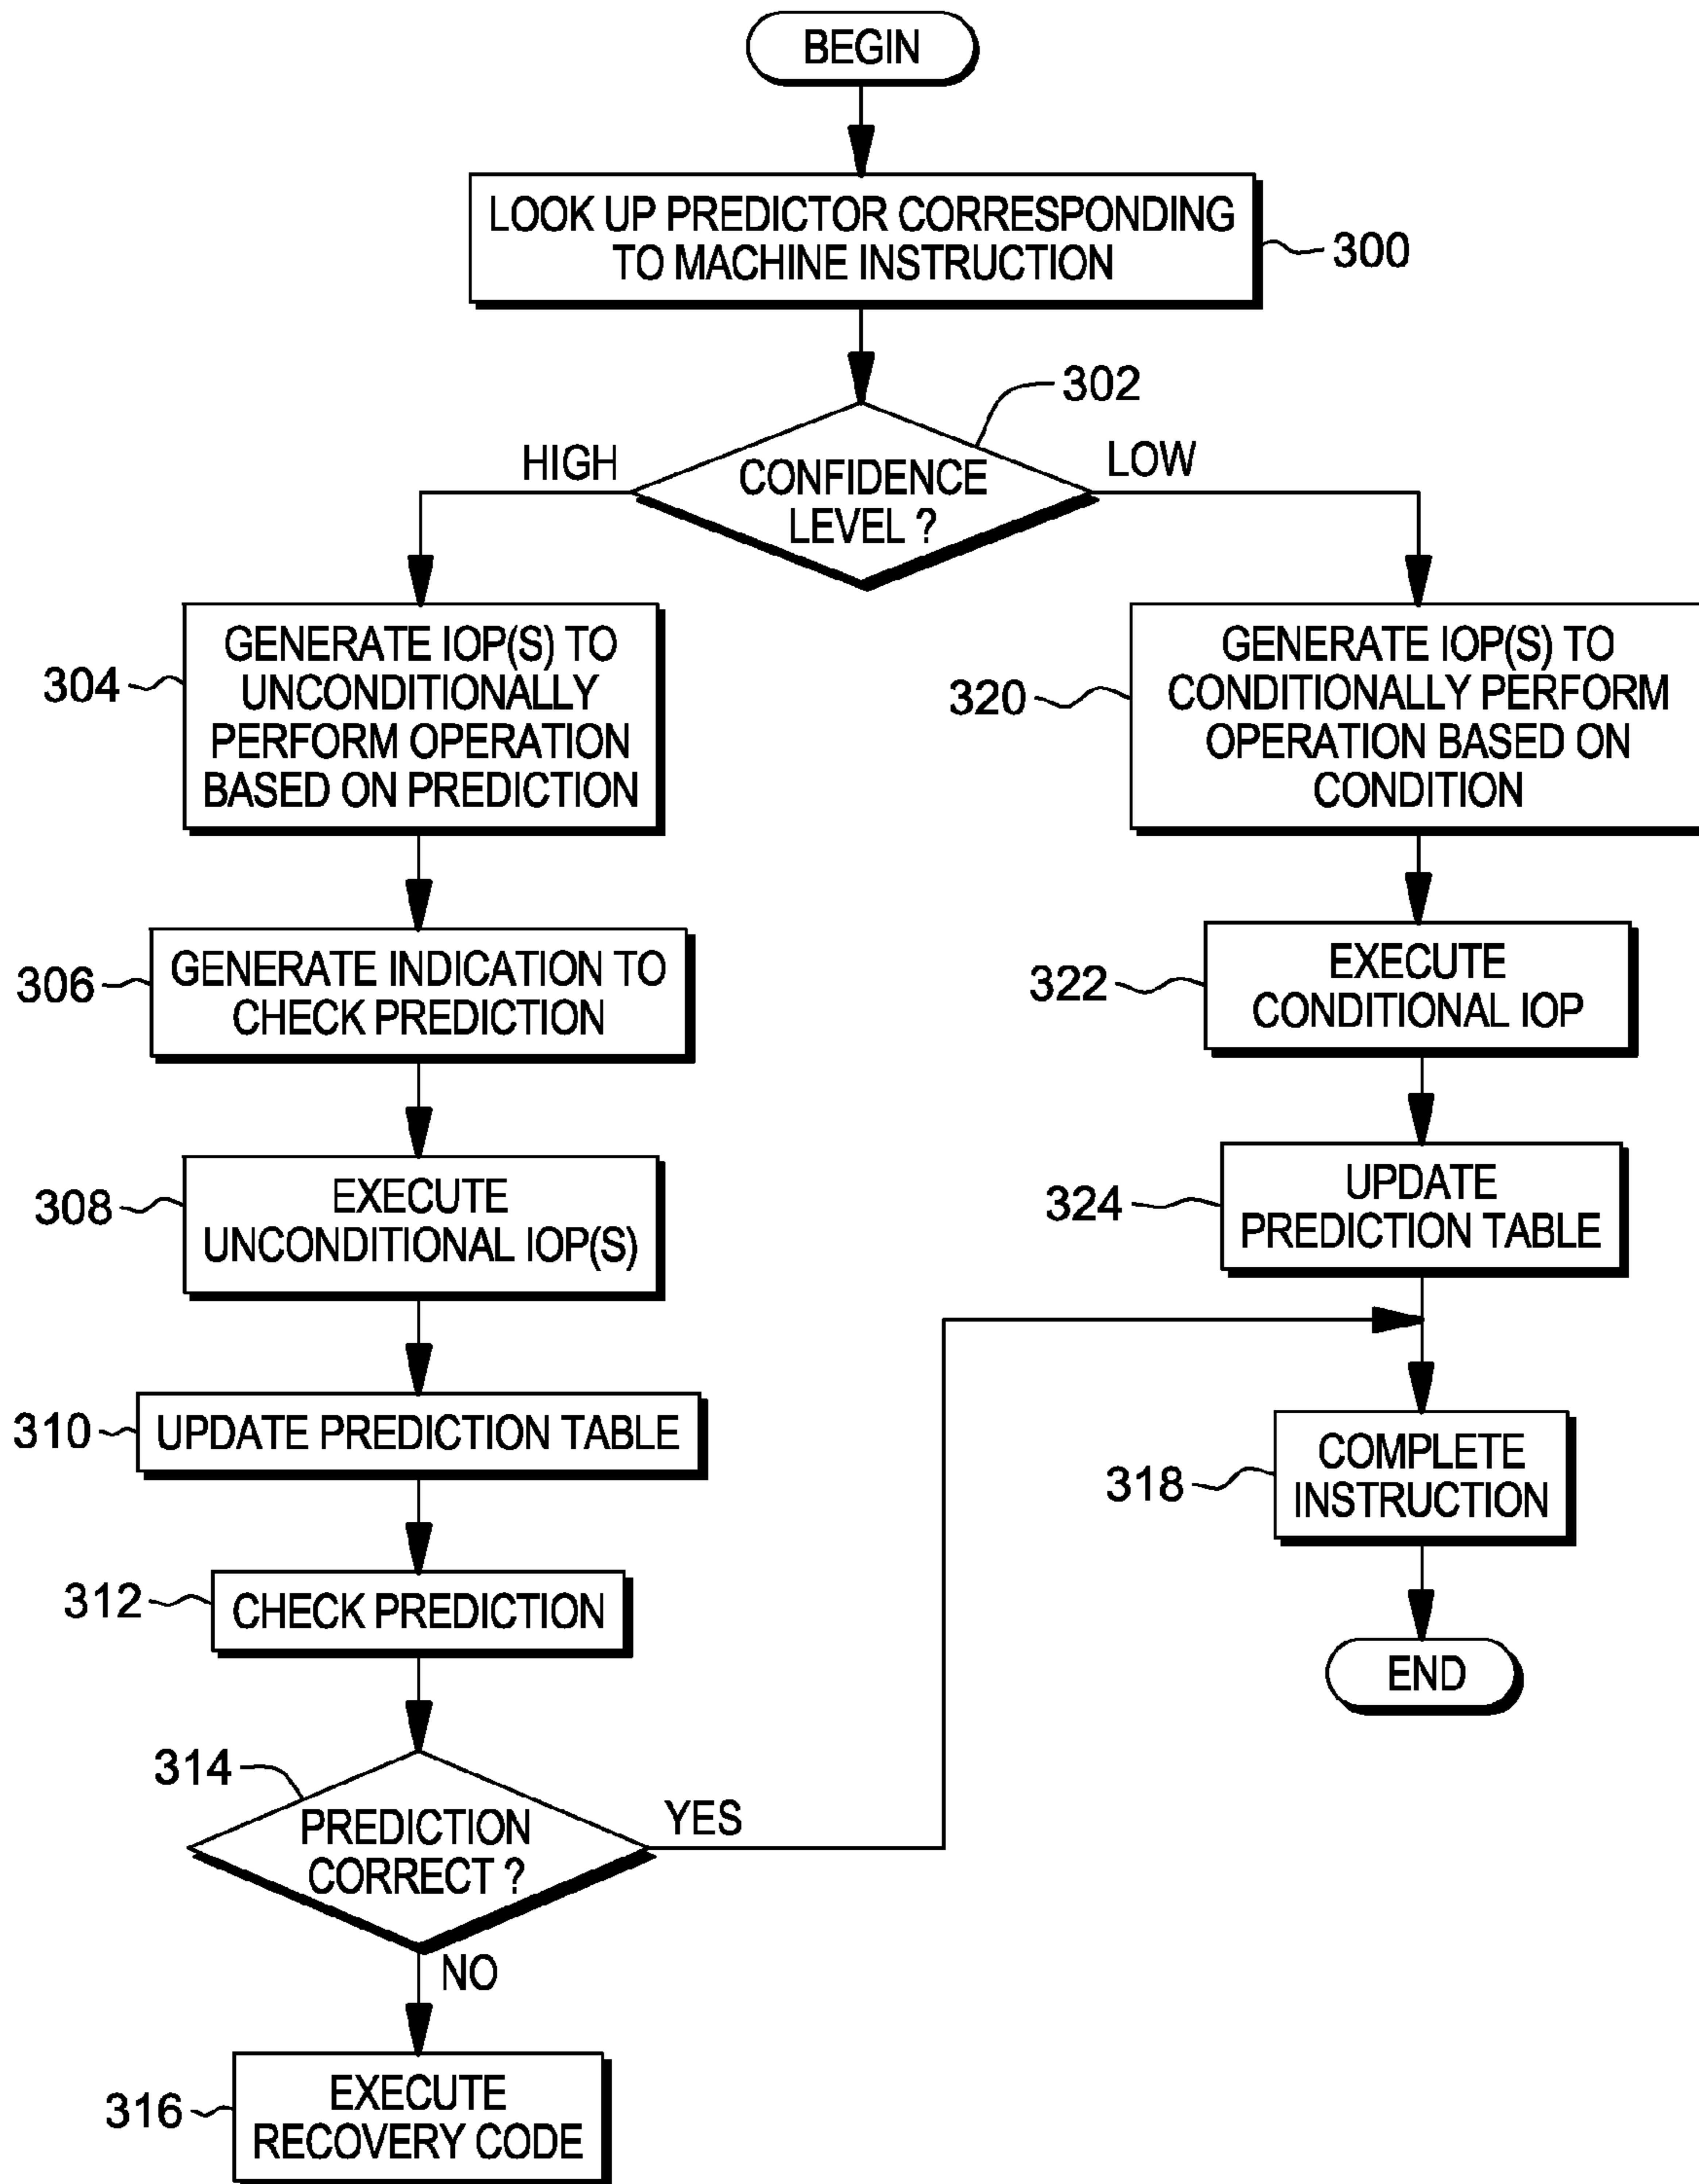 BEGIN
LOOK UP PREDICTOR CORRESPONDING
TO MACHINE INSTRUCTION
300
302
HIGH
LOW
CONFIDENCE
LEVEL ?
304
GENERATE IOP(S) TO
UNCONDITIONALLY
PERFORM OPERATION
BASED ON PREDICTION
320
GENERATE IOP(S) TO
CONDITIONALLY PERFORM
OPERATION BASED ON
CONDITION
306
GENERATE INDICATION TO
CHECK PREDICTION
322
EXECUTE
CONDITIONAL IOP
308
EXECUTE
UNCONDITIONAL IOP(S)
324
UPDATE
PREDICTION TABLE
310
UPDATE PREDICTION TABLE
318
COMPLETE
INSTRUCTION
312
CHECK PREDICTION
END
314
PREDICTION
CORRECT ?
YES
NO
316
EXECUTE
RECOVERY CODE